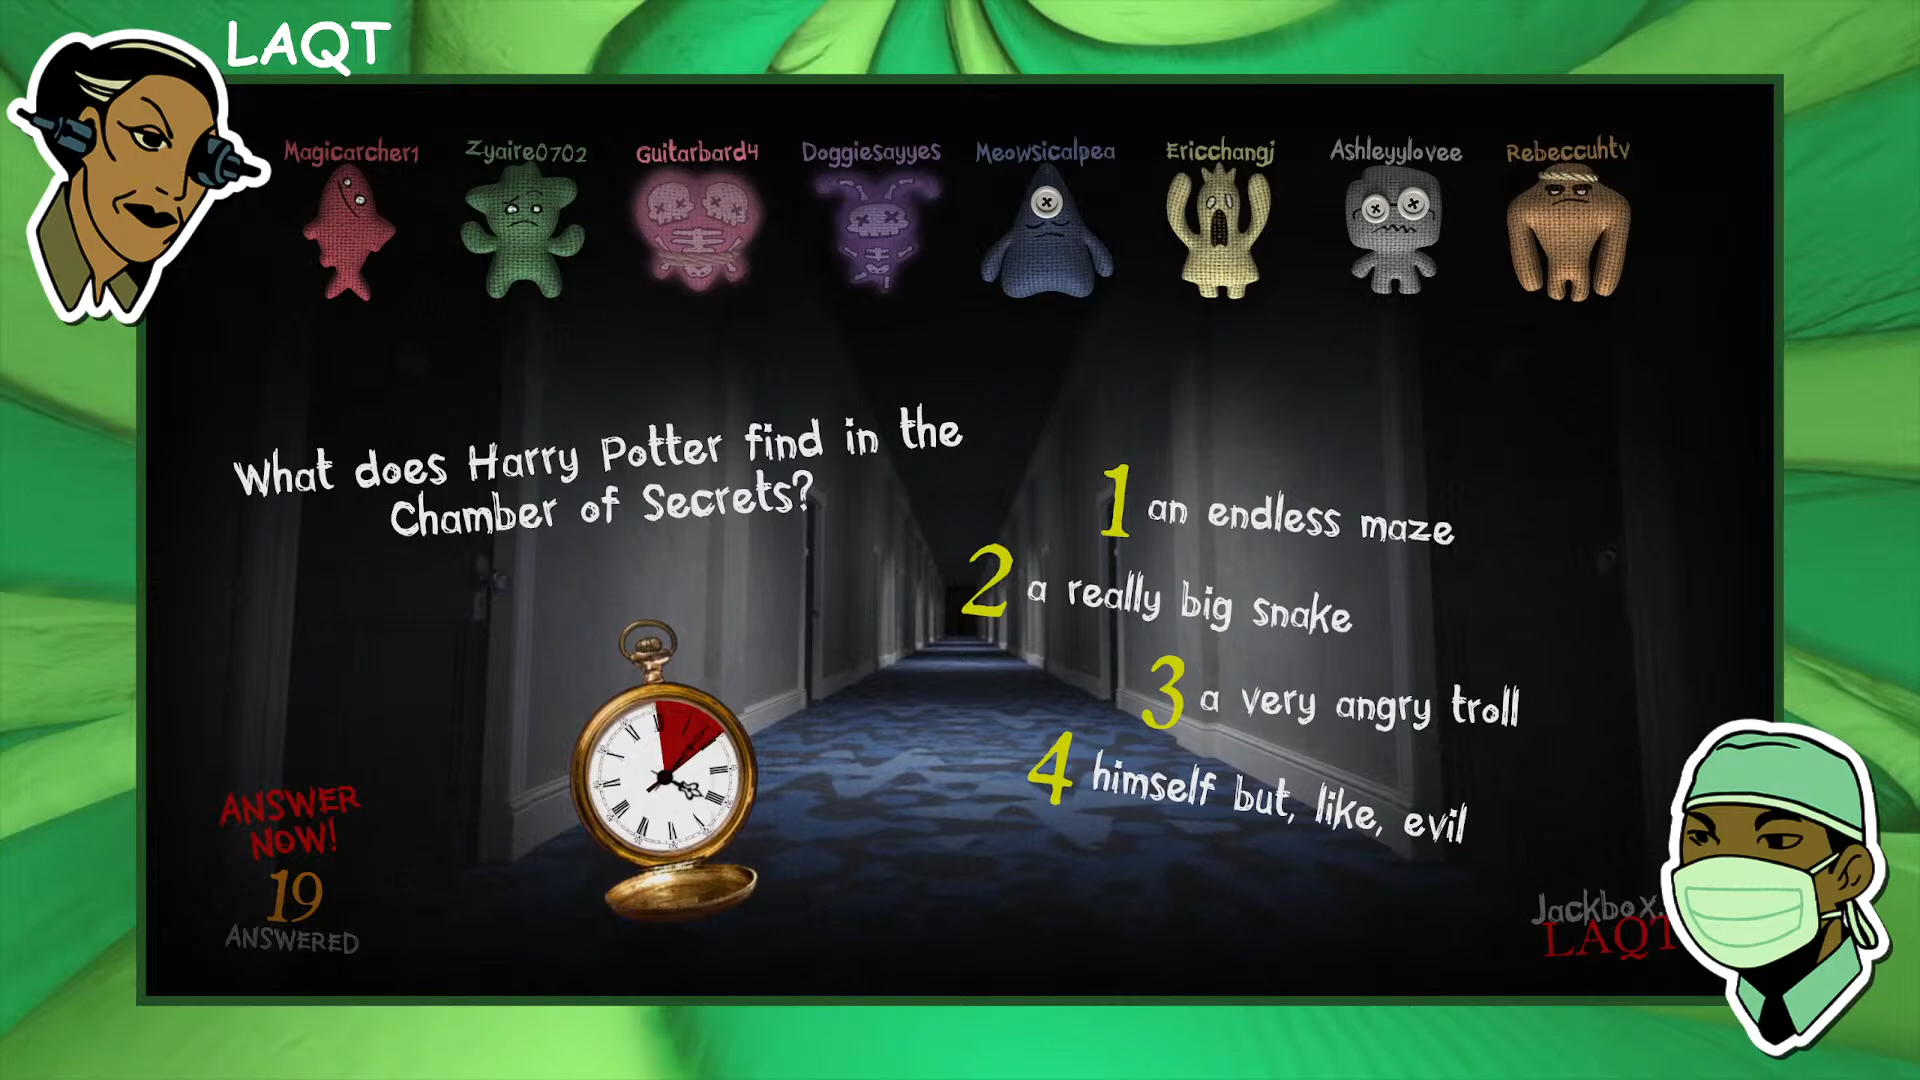 LAQT
Magicarcher1 Zyaire0702 Guitarbard4 Doggiesayyes Meowsicalpea Ericchangj Ashleyylovee Rebeccuhtv
What does Harry Potter find in the
Chamber of Secrets?
1 an endless maze
2 a really big snake
3 a very angry troll
4 himself but, like, evil
ANSWER
NOW!
19
ANSWERED
Jackbox.
LAQT